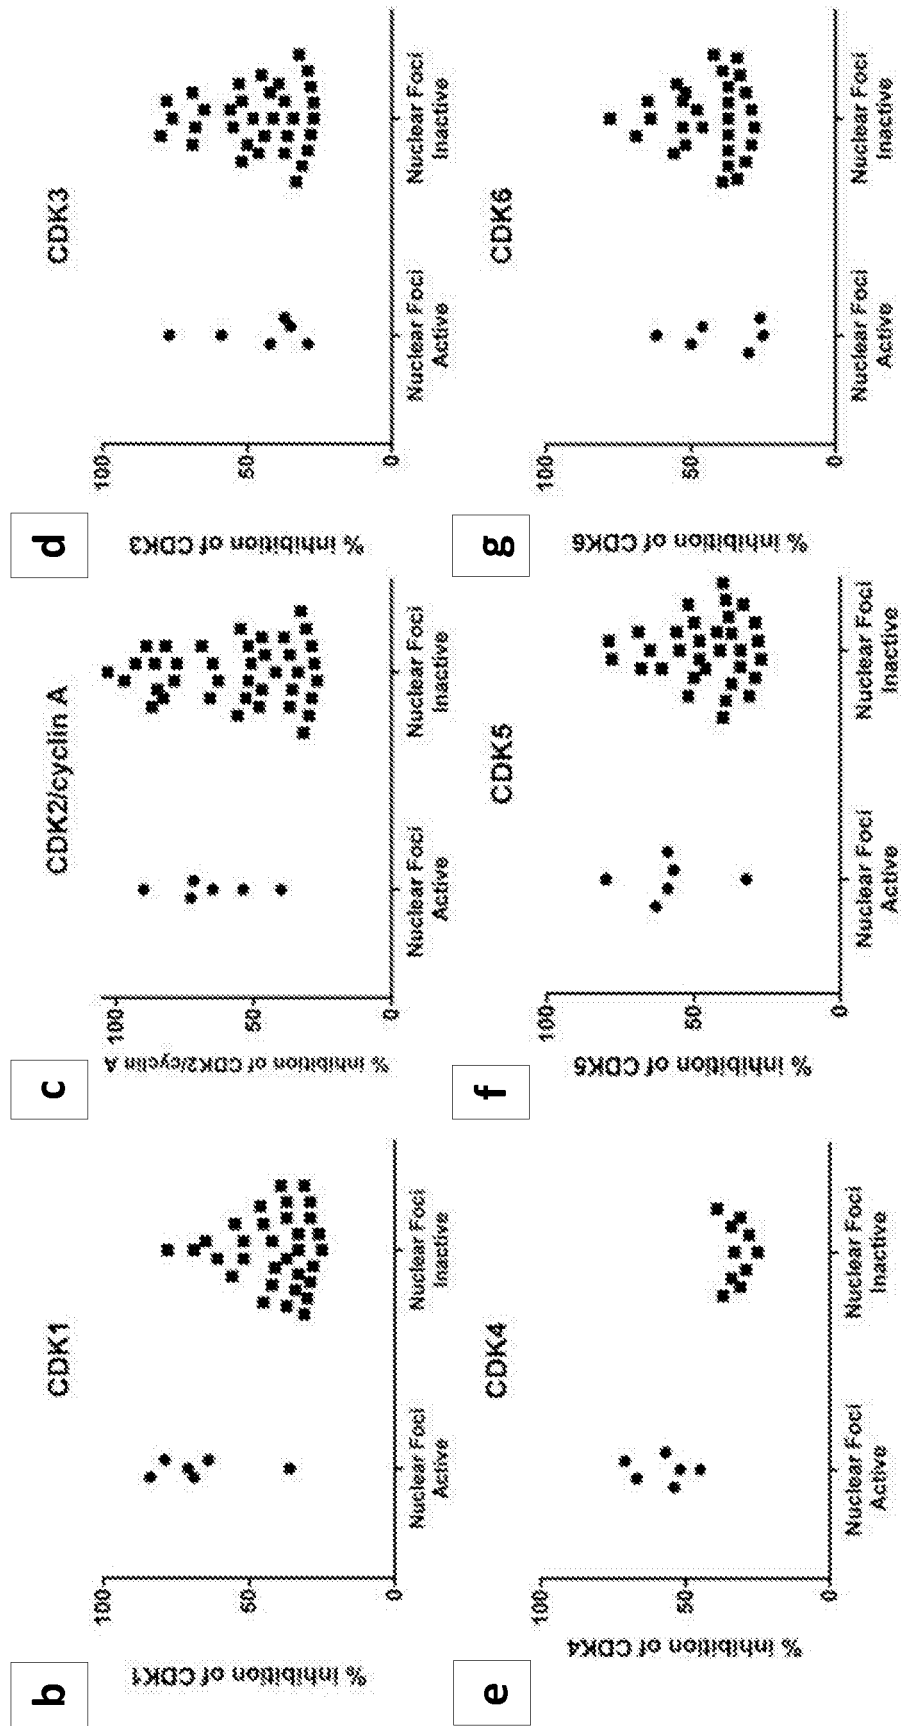 b
CDK1
% inhibition of CDK1
100
50
0
Nuclear Foci
Active
Nuclear Foci
Inactive
c
CDK2/cyclin A
% inhibition of CDK2/cyclin A
100
50
0
Nuclear Foci
Active
Nuclear Foci
Inactive
d
CDK3
% inhibition of CDK3
100
50
0
Nuclear Foci
Active
Nuclear Foci
Inactive
e
CDK4
% inhibition of CDK4
100
50
0
Nuclear Foci
Active
Nuclear Foci
Inactive
f
CDK5
% inhibition of CDK5
100
50
0
Nuclear Foci
Active
Nuclear Foci
Inactive
g
CDK6
% inhibition of CDK6
100
50
0
Nuclear Foci
Active
Nuclear Foci
Inactive